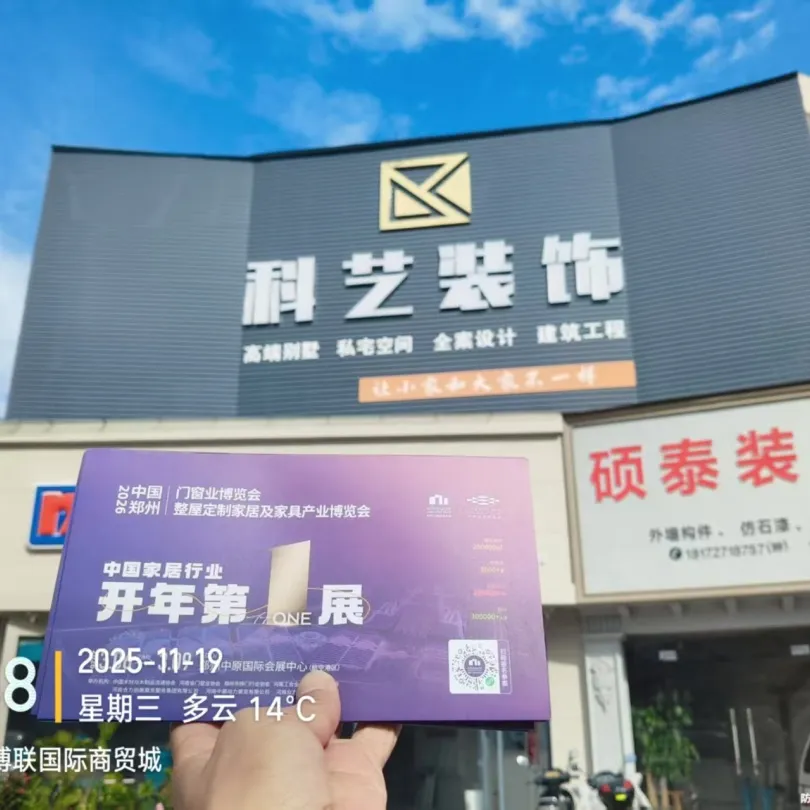 科艺装饰
高端别墅 私宅空间 全案设计 建筑工程
让小家和大家不一样
硕泰装
外墙构件、仿石漆、
2026 中国郑州
门窗业博览会
整屋定制家居及家具产业博览会
中国家居行业
开年第1展
ONE
中原国际会展中心
8
2025-11-19
星期三 多云 14°C
博联国际商贸城